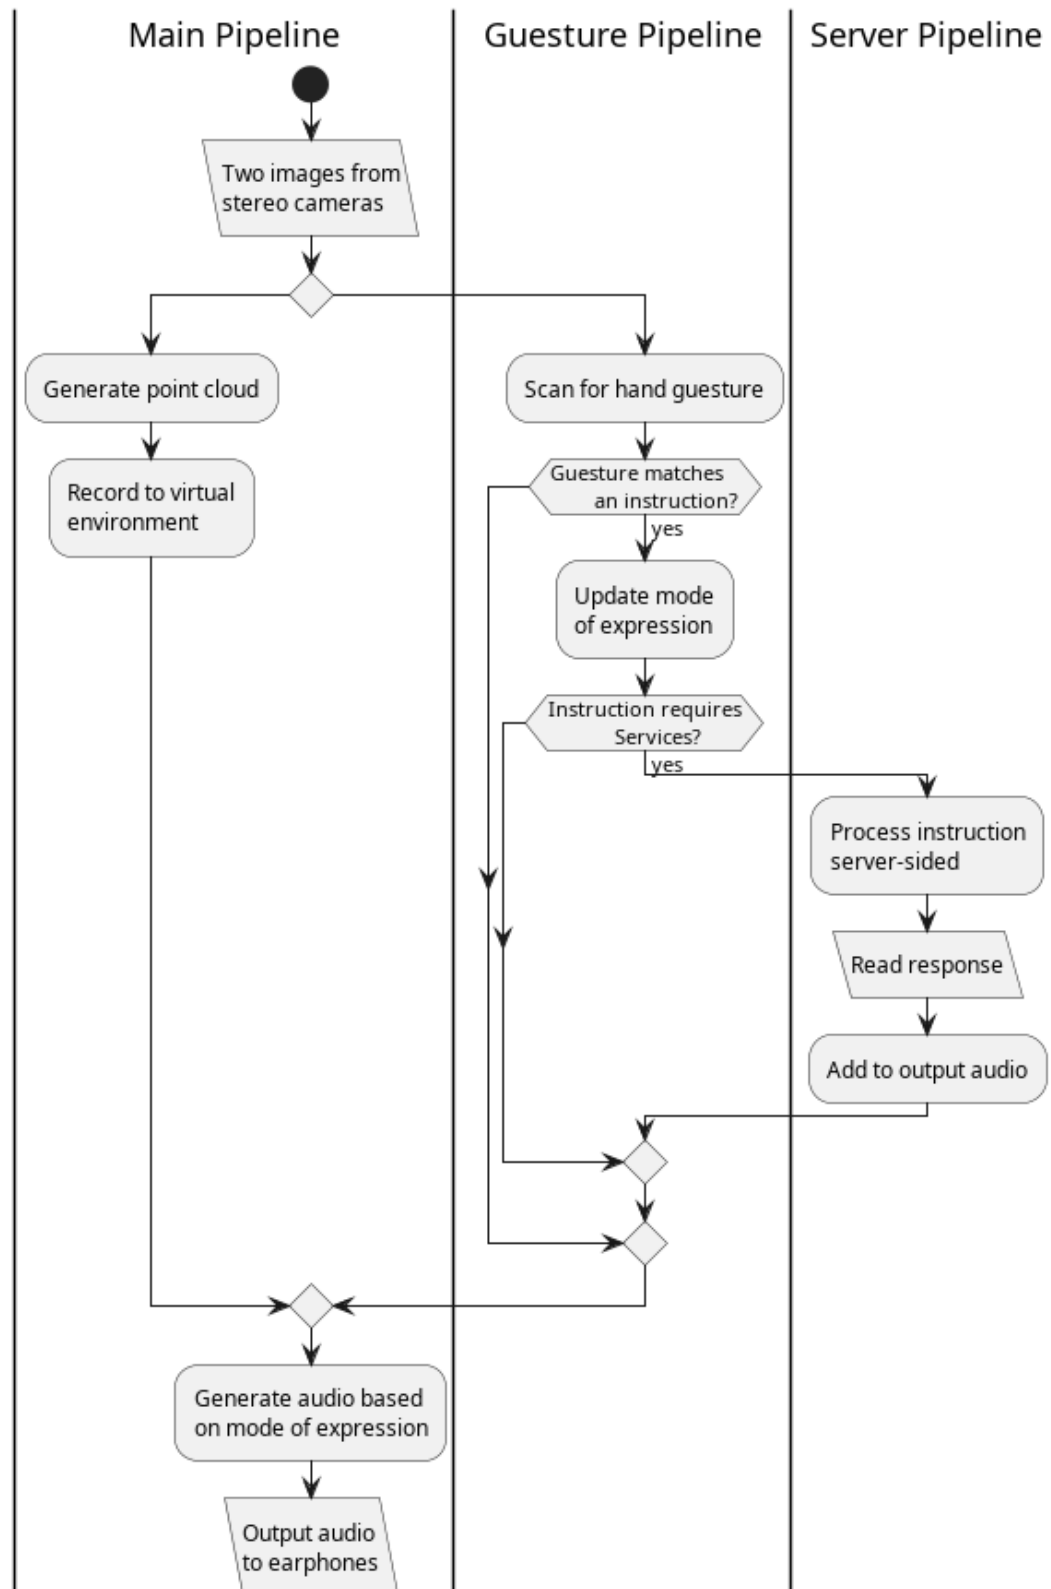 Main Pipeline
Guesture Pipeline
Server Pipeline
Two images from
stereo cameras
Generate point cloud
Scan for hand guesture
Record to virtual
environment
Guesture matches
an instruction?
yes
Update mode
of expression
Instruction requires
Services?
yes
Process instruction
server-sided
Read response
Add to output audio
Generate audio based
on mode of expression
Output audio
to earphones